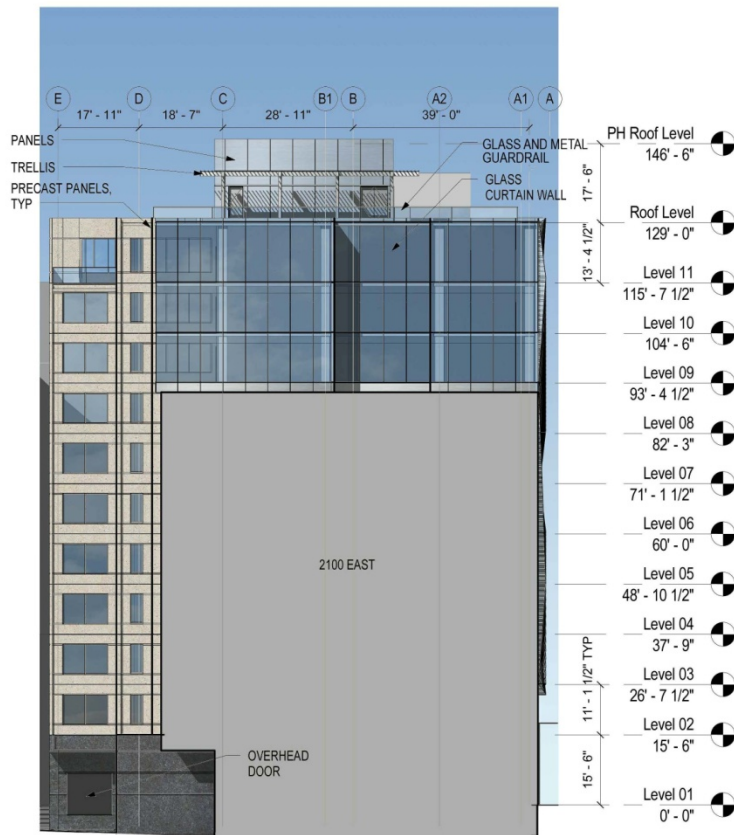 E
D
C
B1
B
A2
A1
A
17' - 11"
18' - 7"
28' - 11"
39' - 0"
PANELS
TRELLIS
PRECAST PANELS,
TYP
GLASS AND METAL
GUARDRAIL
GLASS
CURTAIN WALL
PH Roof Level
146' - 6"
17' - 6"
Roof Level
129' - 0"
13' - 4 1/2"
Level 11
115' - 7 1/2"
Level 10
104' - 6"
Level 09
93' - 4 1/2"
Level 08
82' - 3"
Level 07
71' - 1 1/2"
Level 06
60' - 0"
2100 EAST
Level 05
48' - 10 1/2"
Level 04
37' - 9"
Level 03
26' - 7 1/2"
11' - 1 1/2" TYP
Level 02
15' - 6"
OVERHEAD
DOOR
15' - 6"
Level 01
0' - 0"